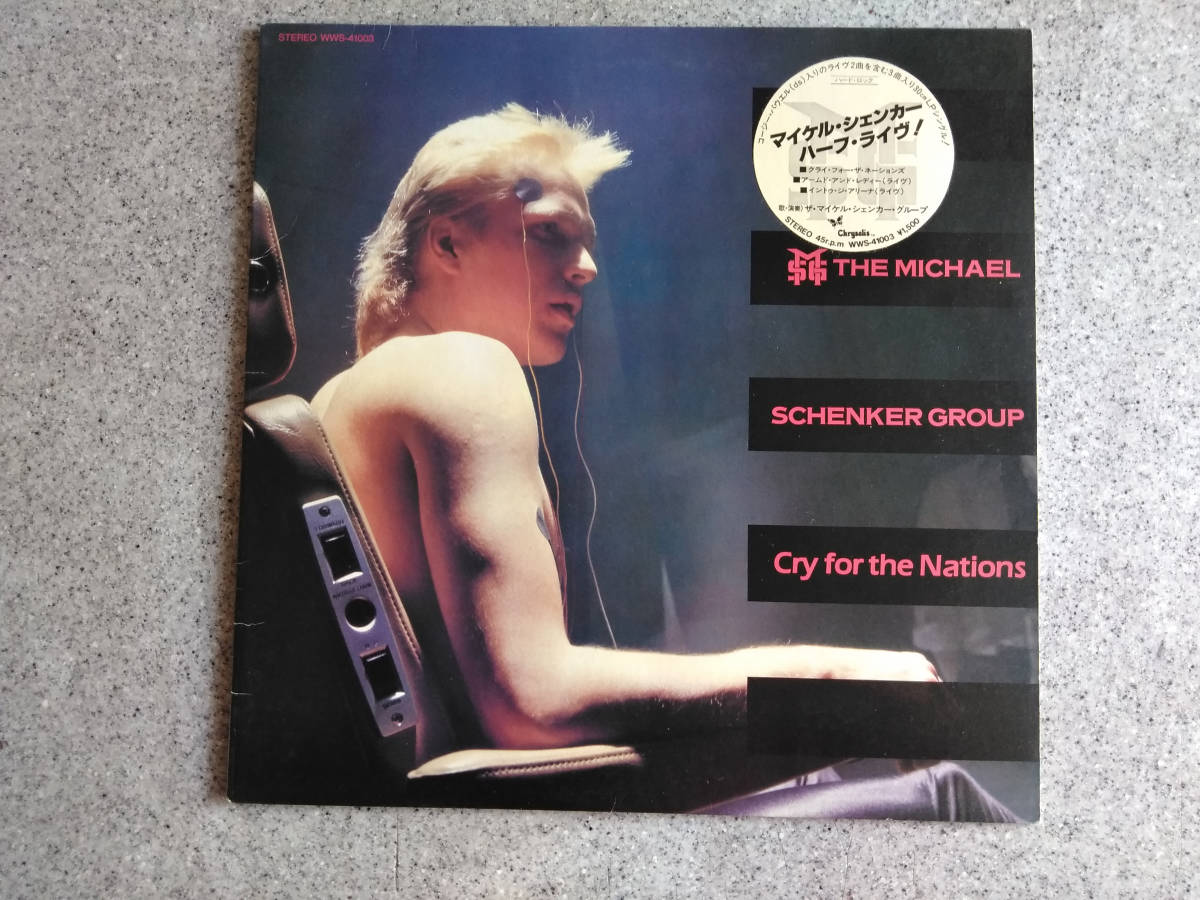 STEREO WWS-41003
コージー・パウエル(ds)入りのライヴ2曲を含む3曲入り30cmLPシングル!
ハード・ロック
マイケル・シェンカー
ハーフ・ライヴ!
■クライ・フォー・ザ・ネーションズ
■アームド・アンド・レディー(ライヴ)
■イントゥ・ジ・アリーナ(ライヴ)
歌・演奏) ザ・マイケル・シェンカー・グループ
Chrysalis
STEREO 45r.p.m WWS-41003 ¥1,500
MSG THE MICHAEL
SCHENKER GROUP
Cry for the Nations